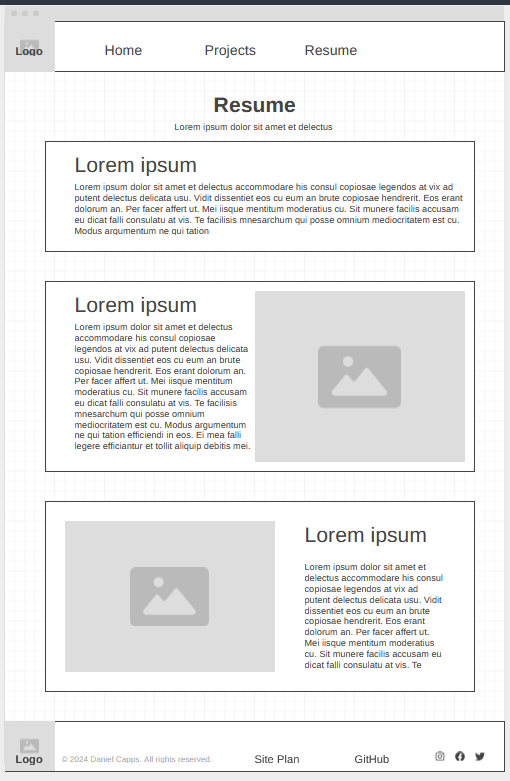 Logo
Home Projects Resume
Resume
Lorem ipsum dolor sit amet et delectus
Lorem ipsum
Lorem ipsum dolor sit amet et delectus accommodare his consul copiosae legendos at vix ad
putent delectus delicata usu. Vidit dissentiet eos cu eum an brute copiosae hendrerit. Eos erant
dolorum an. Per facer affert ut. Mei iisque mentitum moderatius cu. Sit munere facilis accusam
eu dicat falli consulatu at vis. Te facilisis mnesarchum qui posse omnium mediocritatem est cu.
Modus argumentum ne qui tation
Lorem ipsum
Lorem ipsum dolor sit amet et delectus
accommodare his consul copiosae
legendos at vix ad putent delectus delicata
usu. Vidit dissentiet eos cu eum an brute
copiosae hendrerit. Eos erant dolorum an.
Per facer affert ut. Mei iisque mentitum
moderatius cu. Sit munere facilis accusam
eu dicat falli consulatu at vis. Te facilisis
mnesarchum qui posse omnium
mediocritatem est cu. Modus argumentum
ne qui tation efficiendi in eos. Ei mea falli
legere efficiantur et tollit aliquip debitis mei.
Lorem ipsum
Lorem ipsum dolor sit amet et
delectus accommodare his consul
copiosae legendos at vix ad
putent delectus delicata usu. Vidit
dissentiet eos cu eum an brute
copiosae hendrerit. Eos erant
dolorum an. Per facer affert ut.
Mei iisque mentitum moderatius
cu. Sit munere facilis accusam eu
dicat falli consulatu at vis. Te
Logo
© 2024 Daniel Capps. All rights reserved. Site Plan GitHub